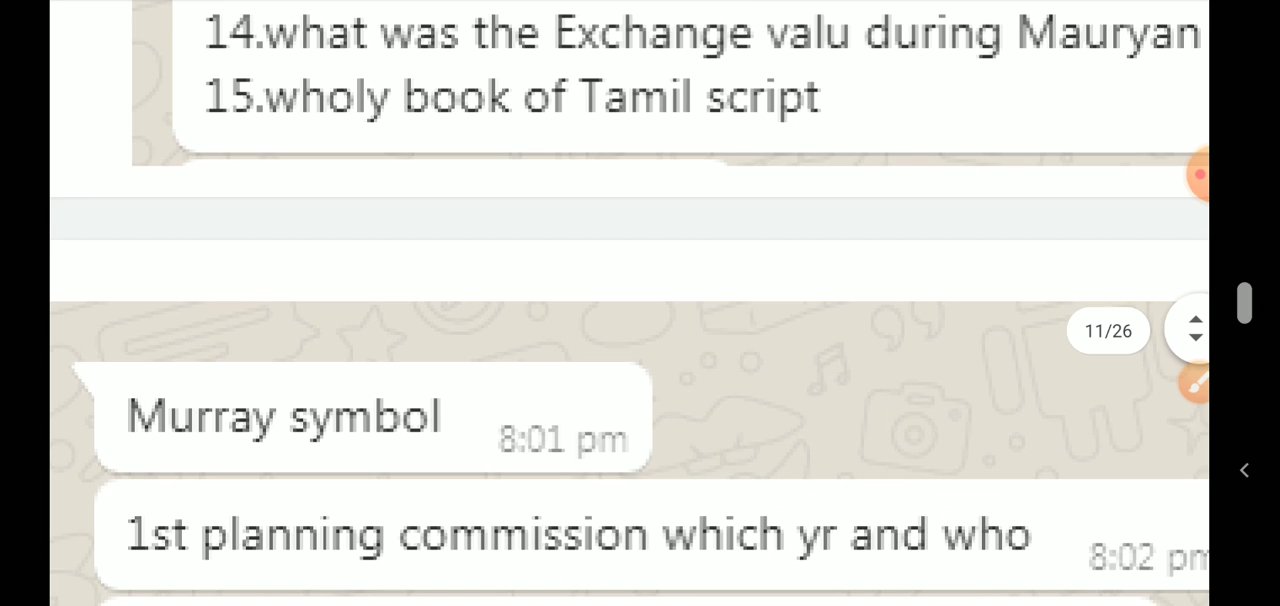 14.what was the Exchange valu during Mauryan
15.wholy book of Tamil script
11/26
Murray symbol
8:01 pm
1st planning commission which yr and who
8:02 pm